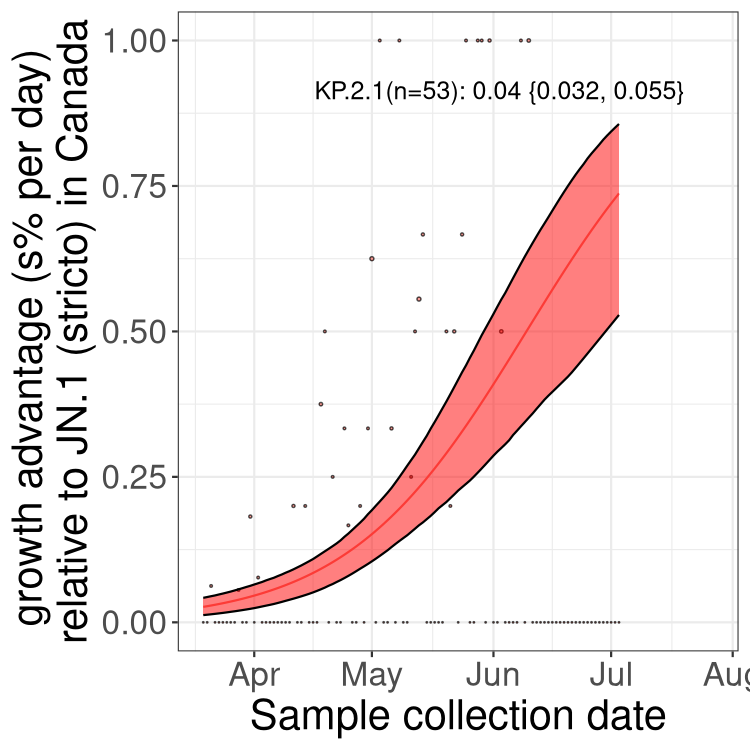 growth advantage (s% per day)
relative to JN.1 (stricto) in Canada
1.00
0.75
0.50
0.25
0.00
KP.2.1(n=53): 0.04 {0.032, 0.055}
Apr May Jun Jul Aug
Sample collection date